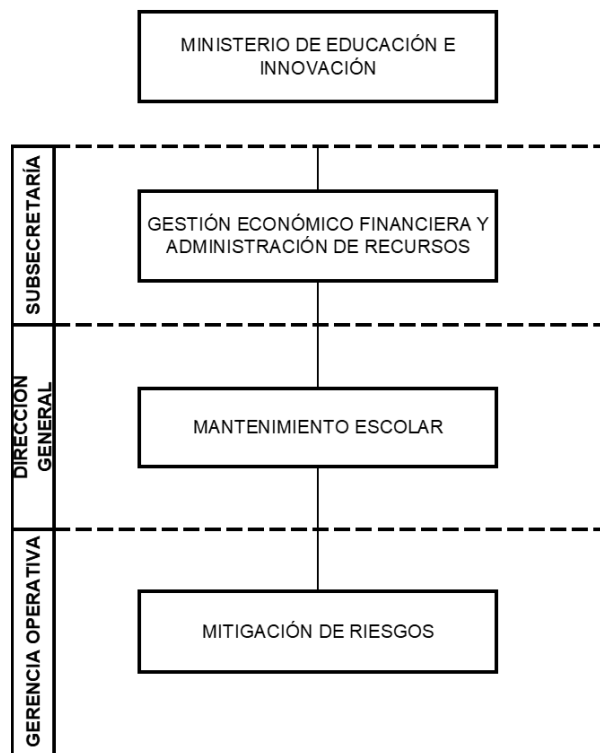 MINISTERIO DE EDUCACIÓN E
INNOVACIÓN
SUBSECRETARÍA
GESTIÓN ECONÓMICO FINANCIERA Y
ADMINISTRACIÓN DE RECURSOS
DIRECCIÓN
GENERAL
MANTENIMIENTO ESCOLAR
GERENCIA OPERATIVA
MITIGACIÓN DE RIESGOS